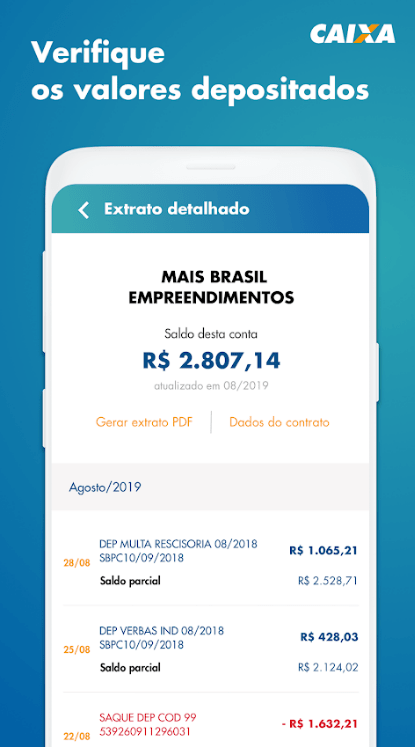 CAIXA
Verifique
os valores depositados
Extrato detalhado
MAIS BRASIL
EMPREENDIMENTOS
Saldo desta conta
R$ 2.807,14
atualizado em 08/2019
Gerar extrato PDF
Dados do contrato
Agosto/2019
28/08
DEP MULTA RESCISORIA 08/2018
SBPC10/09/2018
R$ 1.065,21
Saldo parcial
R$ 2.528,71
25/08
DEP VERBAS IND 08/2018
SBPC10/09/2018
R$ 428,03
Saldo parcial
R$ 2.124,02
22/08
SAQUE DEP COD 99
539260911296031
- R$ 1.632,21